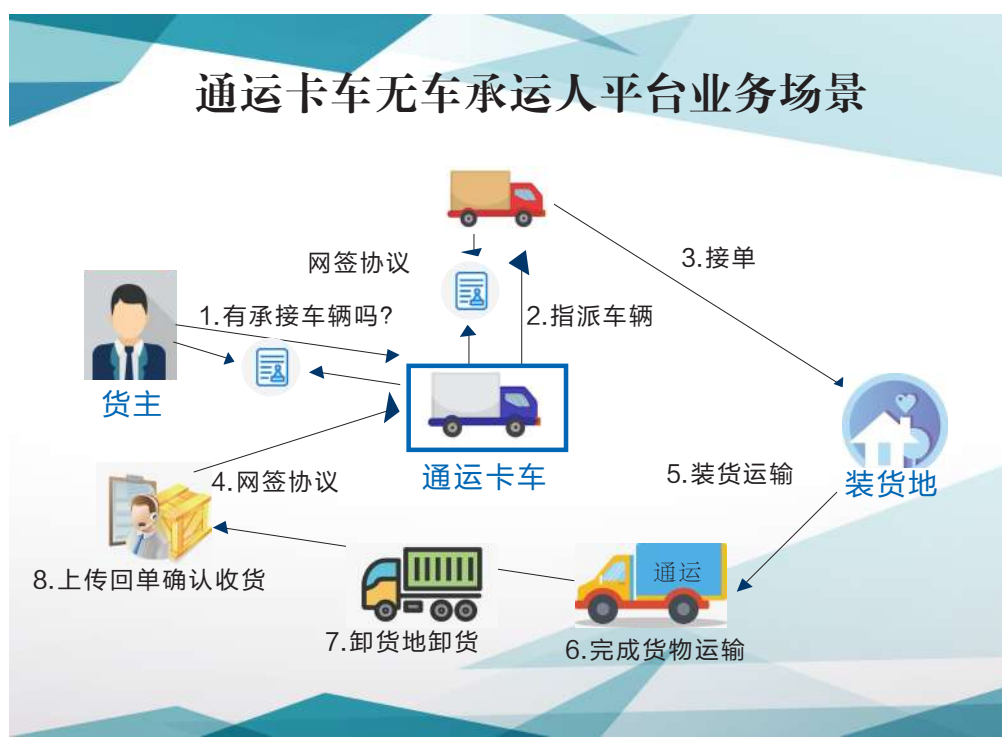 通运卡车无车承运人平台业务场景
网签协议
3.接单
1.有承接车辆吗?
2.指派车辆
货主
4.网签协议
通运卡车
5.装货运输
装货地
8.上传回单确认收货
通运
7.卸货地卸货
6.完成货物运输